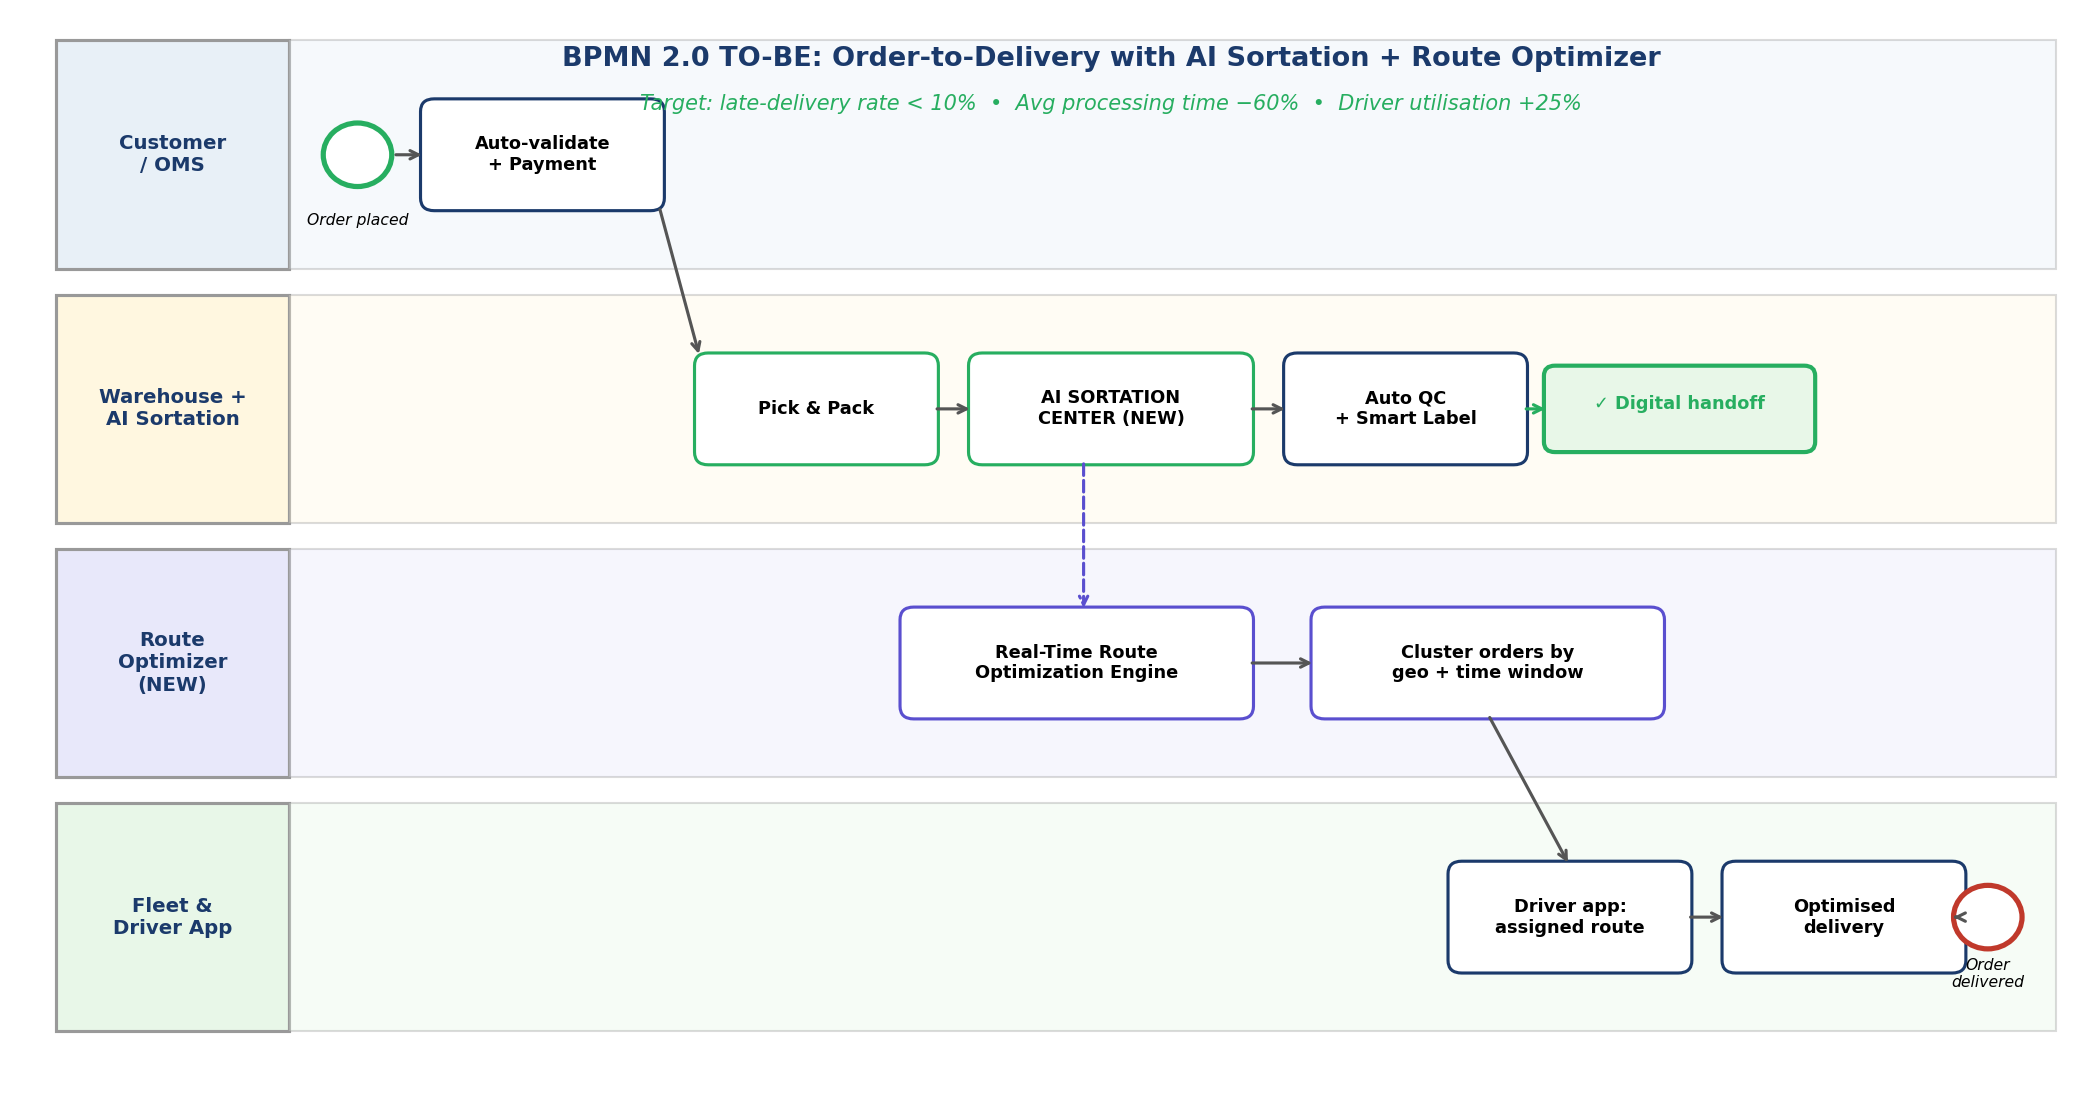 BPMN 2.0 TO-BE: Order-to-Delivery with AI Sortation + Route Optimizer
Target: late-delivery rate < 10% • Avg processing time −60% • Driver utilisation +25%
Customer
/ OMS
Order placed
Auto-validate
+ Payment
Warehouse +
AI Sortation
Pick & Pack
AI SORTATION
CENTER (NEW)
Auto QC
+ Smart Label
✓ Digital handoff
Route
Optimizer
(NEW)
Real-Time Route
Optimization Engine
Cluster orders by
geo + time window
Fleet &
Driver App
Driver app:
assigned route
Optimised
delivery
Order
delivered